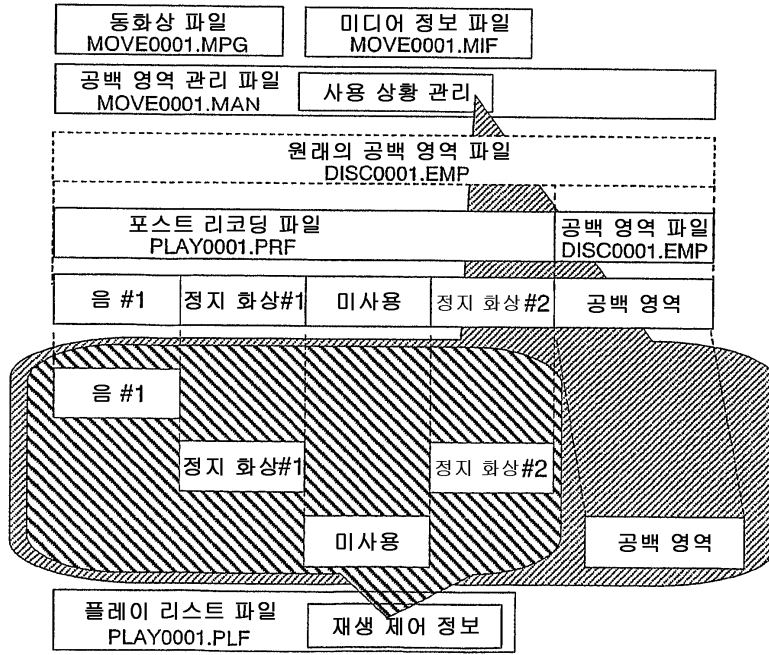 동화상 파일
MOVE0001.MPG
미디어 정보 파일
MOVE0001.MIF
공백 영역 관리 파일
MOVE0001.MAN
사용 상황 관리
원래의 공백 영역 파일
DISC0001.EMP
포스트 리코딩 파일
PLAY0001.PRF
공백 영역 파일
DISC0001.EMP
음 #1
정지 화상#1
미사용
정지 화상#2
공백 영역
음 #1
정지 화상#1
정지 화상#2
미사용
공백 영역
플레이 리스트 파일
PLAY0001.PLF
재생 제어 정보